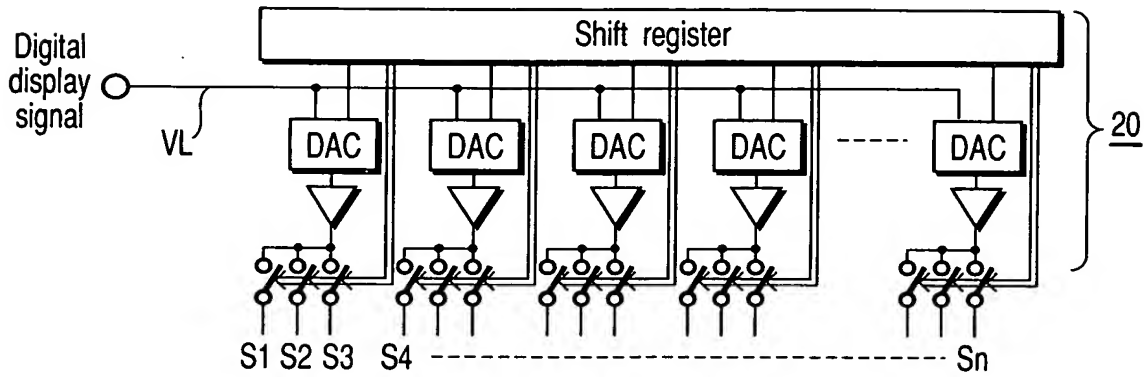 Shift register
Digital
display
signal
VL
DAC DAC DAC DAC DAC
20
S1 S2 S3 S4 Sn